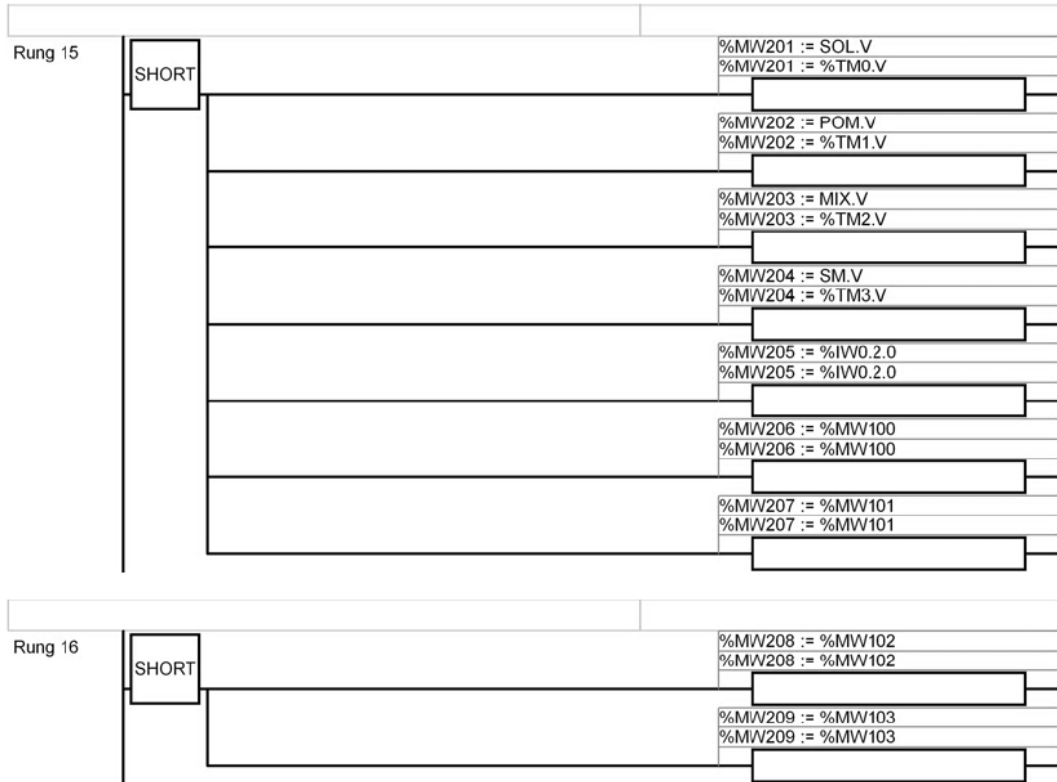 Rung 15
SHORT
%MW201 := SOL.V
%MW201 := %TM0.V
%MW202 := POM.V
%MW202 := %TM1.V
%MW203 := MIX.V
%MW203 := %TM2.V
%MW204 := SM.V
%MW204 := %TM3.V
%MW205 := %IW0.2.0
%MW205 := %IW0.2.0
%MW206 := %MW100
%MW206 := %MW100
%MW207 := %MW101
%MW207 := %MW101
Rung 16
SHORT
%MW208 := %MW102
%MW208 := %MW102
%MW209 := %MW103
%MW209 := %MW103